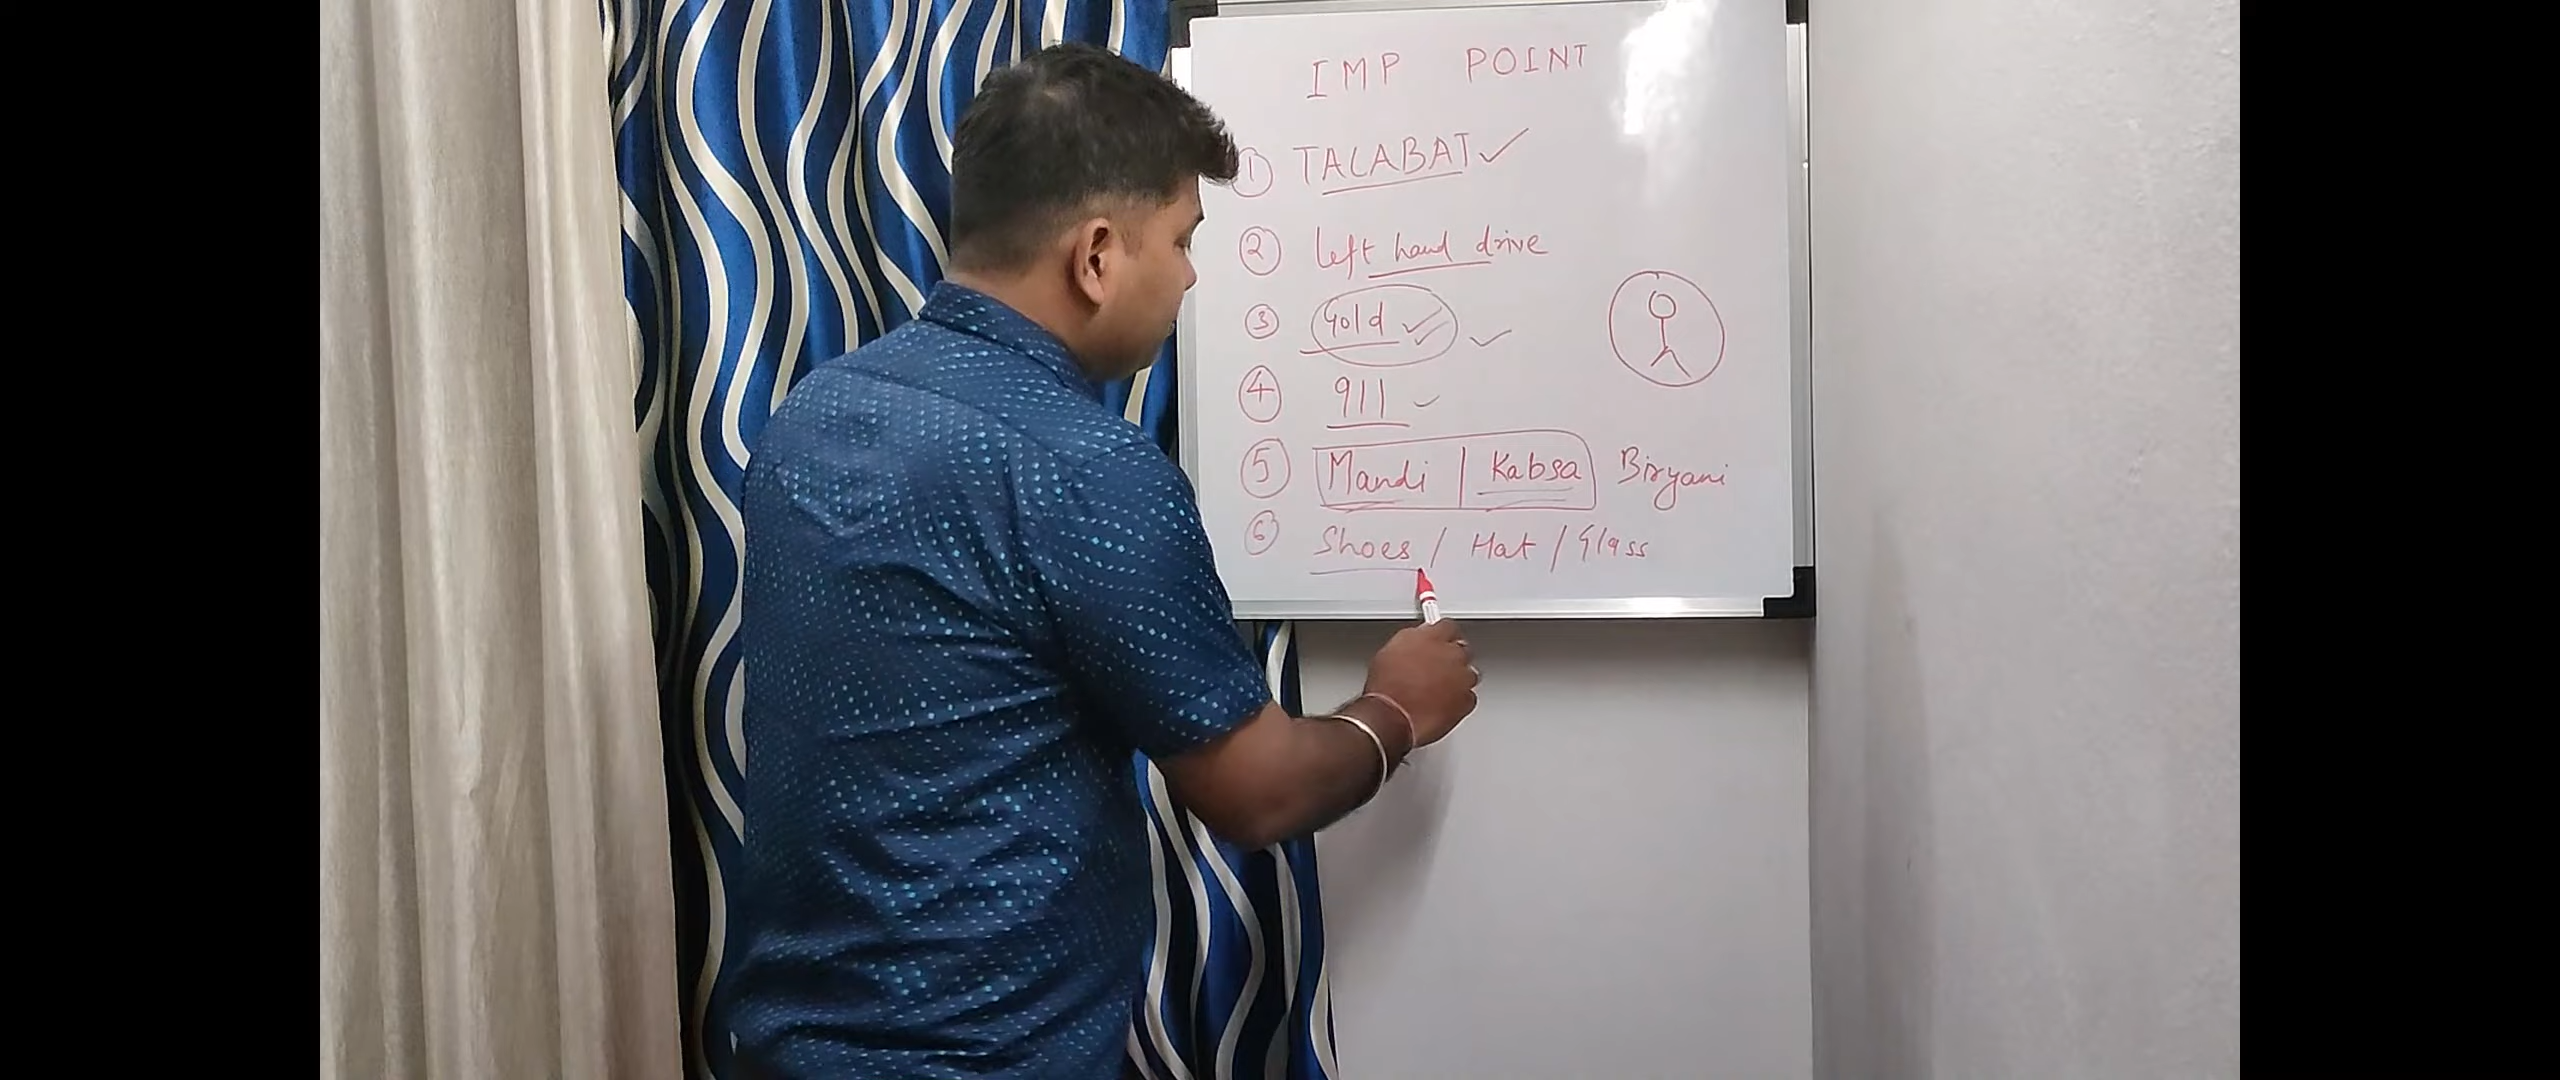 IMP POINT
① TALABAT ✓
② left hand drive
③ Gold ✓ ✓
④ 911 ✓
⑤ Mandi | Kabsa Biryani
⑥ Shoes / Hat / Glass